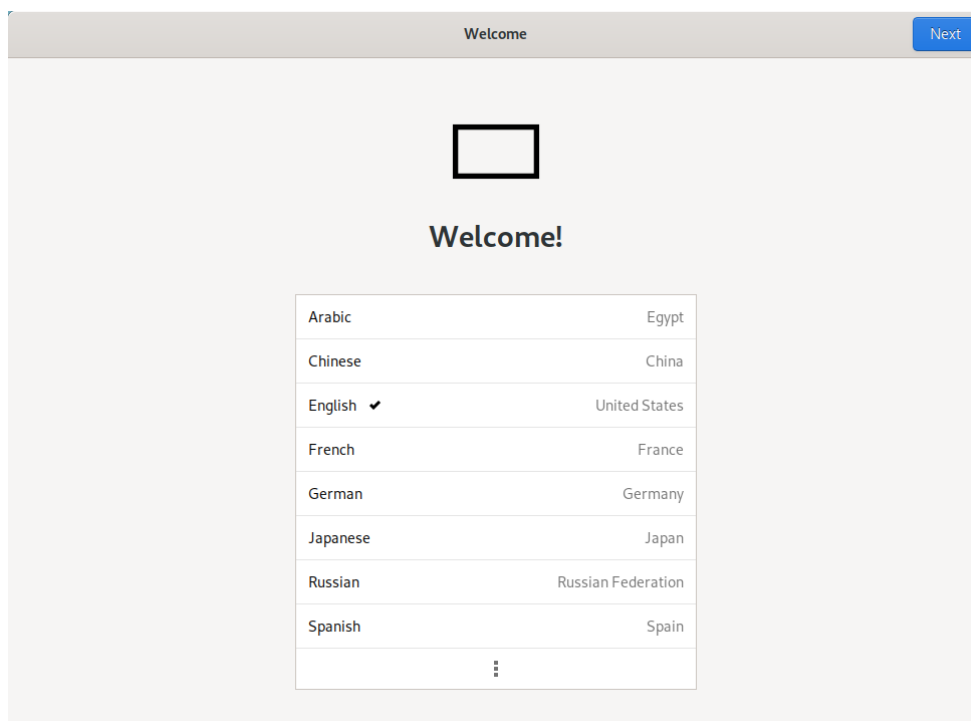 Welcome
Next
Welcome!
Arabic Egypt
Chinese China
English United States
French France
German Germany
Japanese Japan
Russian Russian Federation
Spanish Spain